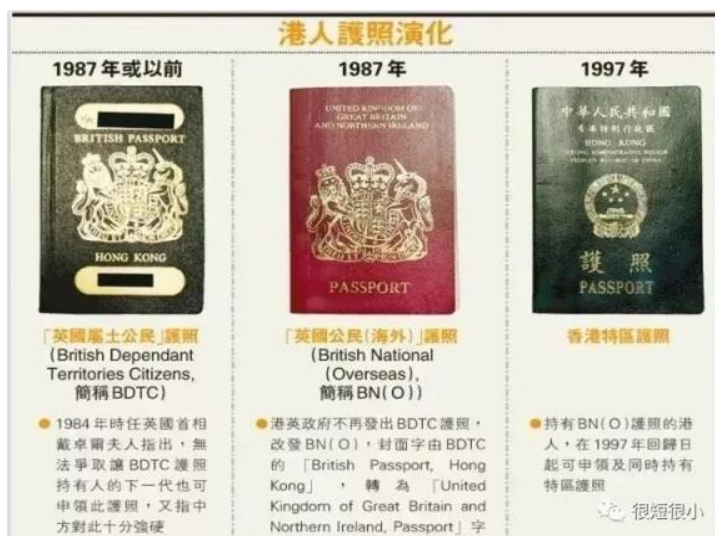 港人護照演化
1987年或以前
BRITISH PASSPORT
HONG KONG
「英國屬土公民」護照
(British Dependant
Territories Citizens,
簡稱BDTC)
●1984年時任英國首相
戴卓爾夫人指出，無
法爭取讓BDTC護照
持有人的下一代也可
申領此護照，又指中
方對此十分強硬
1987年
UNITED KINGDOM OF
GREAT BRITAIN
AND NORTHERN IRELAND
PASSPORT
「英國公民(海外)」護照
(British National
(Overseas),
簡稱BN(O))
●港英政府不再發出BDTC護照，
改發BN(O)，封面字由BDTC
的「British Passport, Hong
Kong」，轉為「United
Kingdom of Great Britain and
Northern Ireland, Passport」字
1997年
中華人民共和國
香港特別行政區
HONG KONG
SPECIAL ADMINISTRATIVE REGION
PEOPLE'S REPUBLIC OF CHINA
護照
PASSPORT
香港特區護照
●持有BN(O)護照的港
人，在1997年回歸日
起可申領及同時持有
特區護照
很短很小